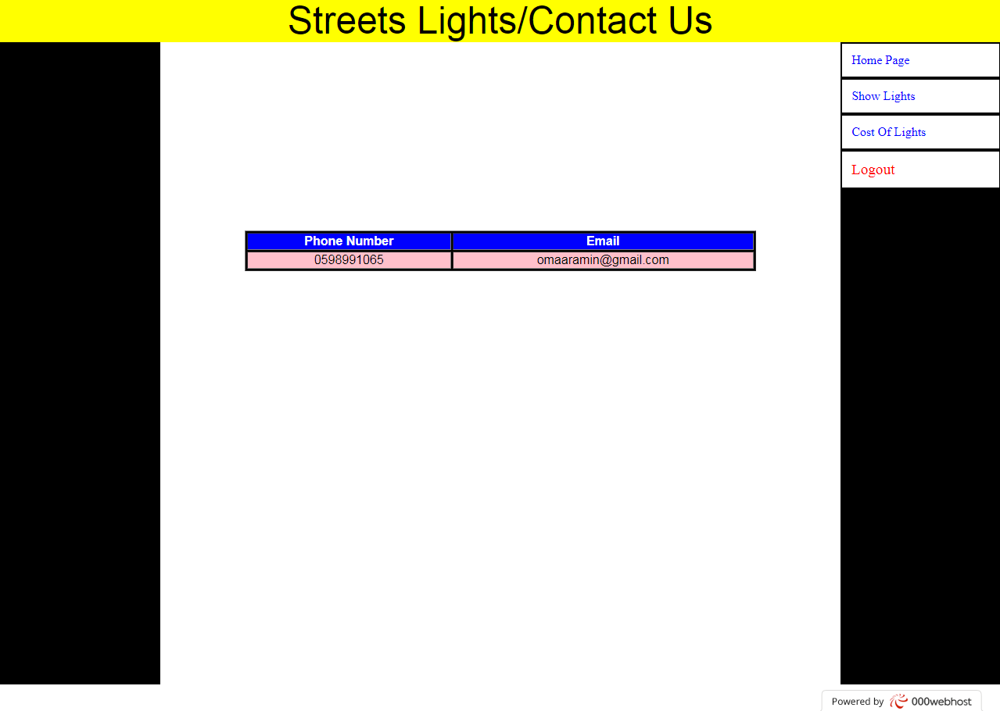 Streets Lights/Contact Us
Home Page
Show Lights
Cost Of Lights
Logout
Phone Number Email
0598991065 omaaramin@gmail.com
Powered by 000webhost